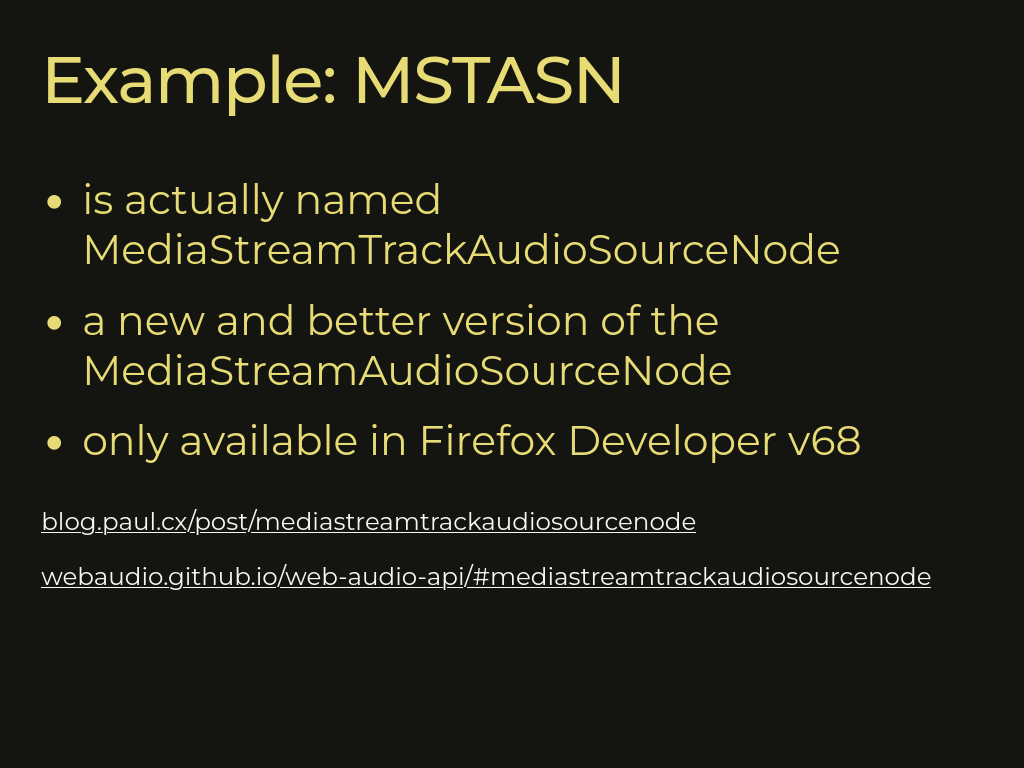 Example: MSTASN
• is actually named
MediaStreamTrackAudioSourceNode
• a new and better version of the
MediaStreamAudioSourceNode
• only available in Firefox Developer v68
blog.paul.cx/post/mediastreamtrackaudiosourcenode
webaudio.github.io/web-audio-api/#mediastreamtrackaudiosourcenode